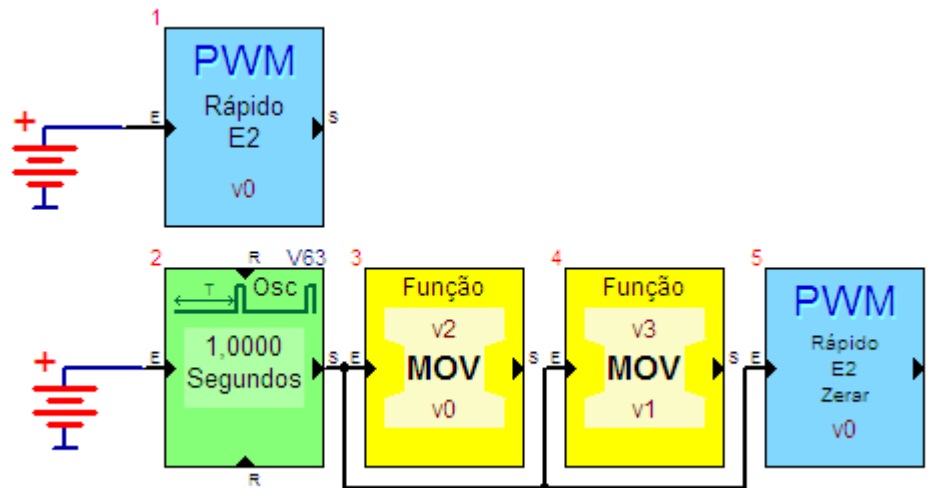 1
PWM
Rápido
E2
v0
E
S
+
2
R
V63
T
Osc
1,0000
Segundos
E
S
R
+
3
Função
v2
MOV
v0
E
S
4
Função
v3
MOV
v1
E
S
5
PWM
Rápido
E2
Zerar
v0
E